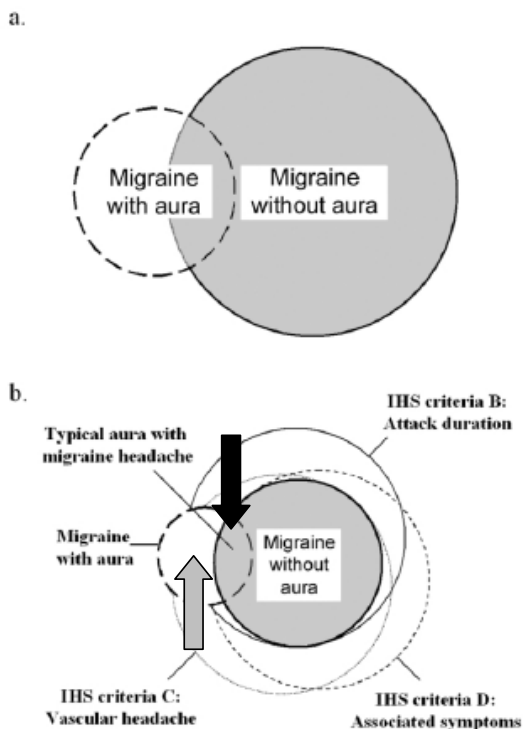 a.
Migraine
with aura
Migraine
without aura
b.
IHS criteria B:
Attack duration
Typical aura with
migraine headache
Migraine
with aura
Migraine
without
aura
IHS criteria C:
Vascular headache
IHS criteria D:
Associated symptoms